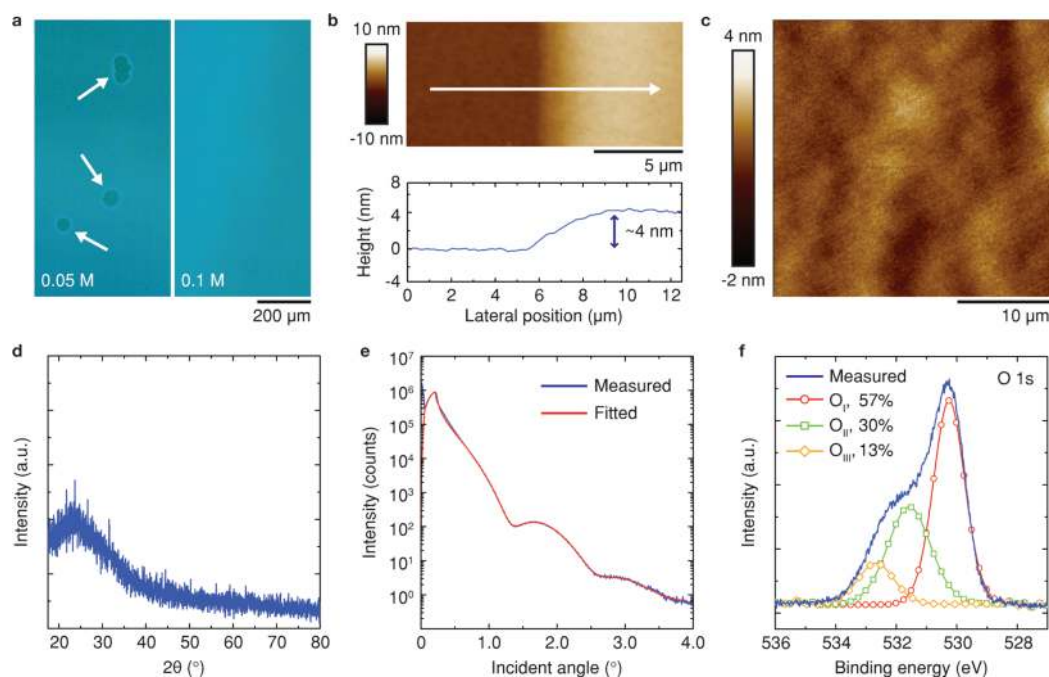 a
0.05 M
0.1 M
200 µm
b
10 nm
-10 nm
5 µm
8
4
0
-4
Height (nm)
~4 nm
0 2 4 6 8 10 12
Lateral position (µm)
c
4 nm
-2 nm
10 µm
d
Intensity (a.u.)
20 30 40 50 60 70 80
2θ (°)
e
10⁷
10⁶
10⁵
10⁴
10³
10²
10¹
10⁰
Intensity (counts)
Measured
Fitted
0 1.0 2.0 3.0 4.0
Incident angle (°)
f
Measured
O_I, 57%
O_II, 30%
O_III, 13%
O 1s
Intensity (a.u.)
536 534 532 530 528
Binding energy (eV)